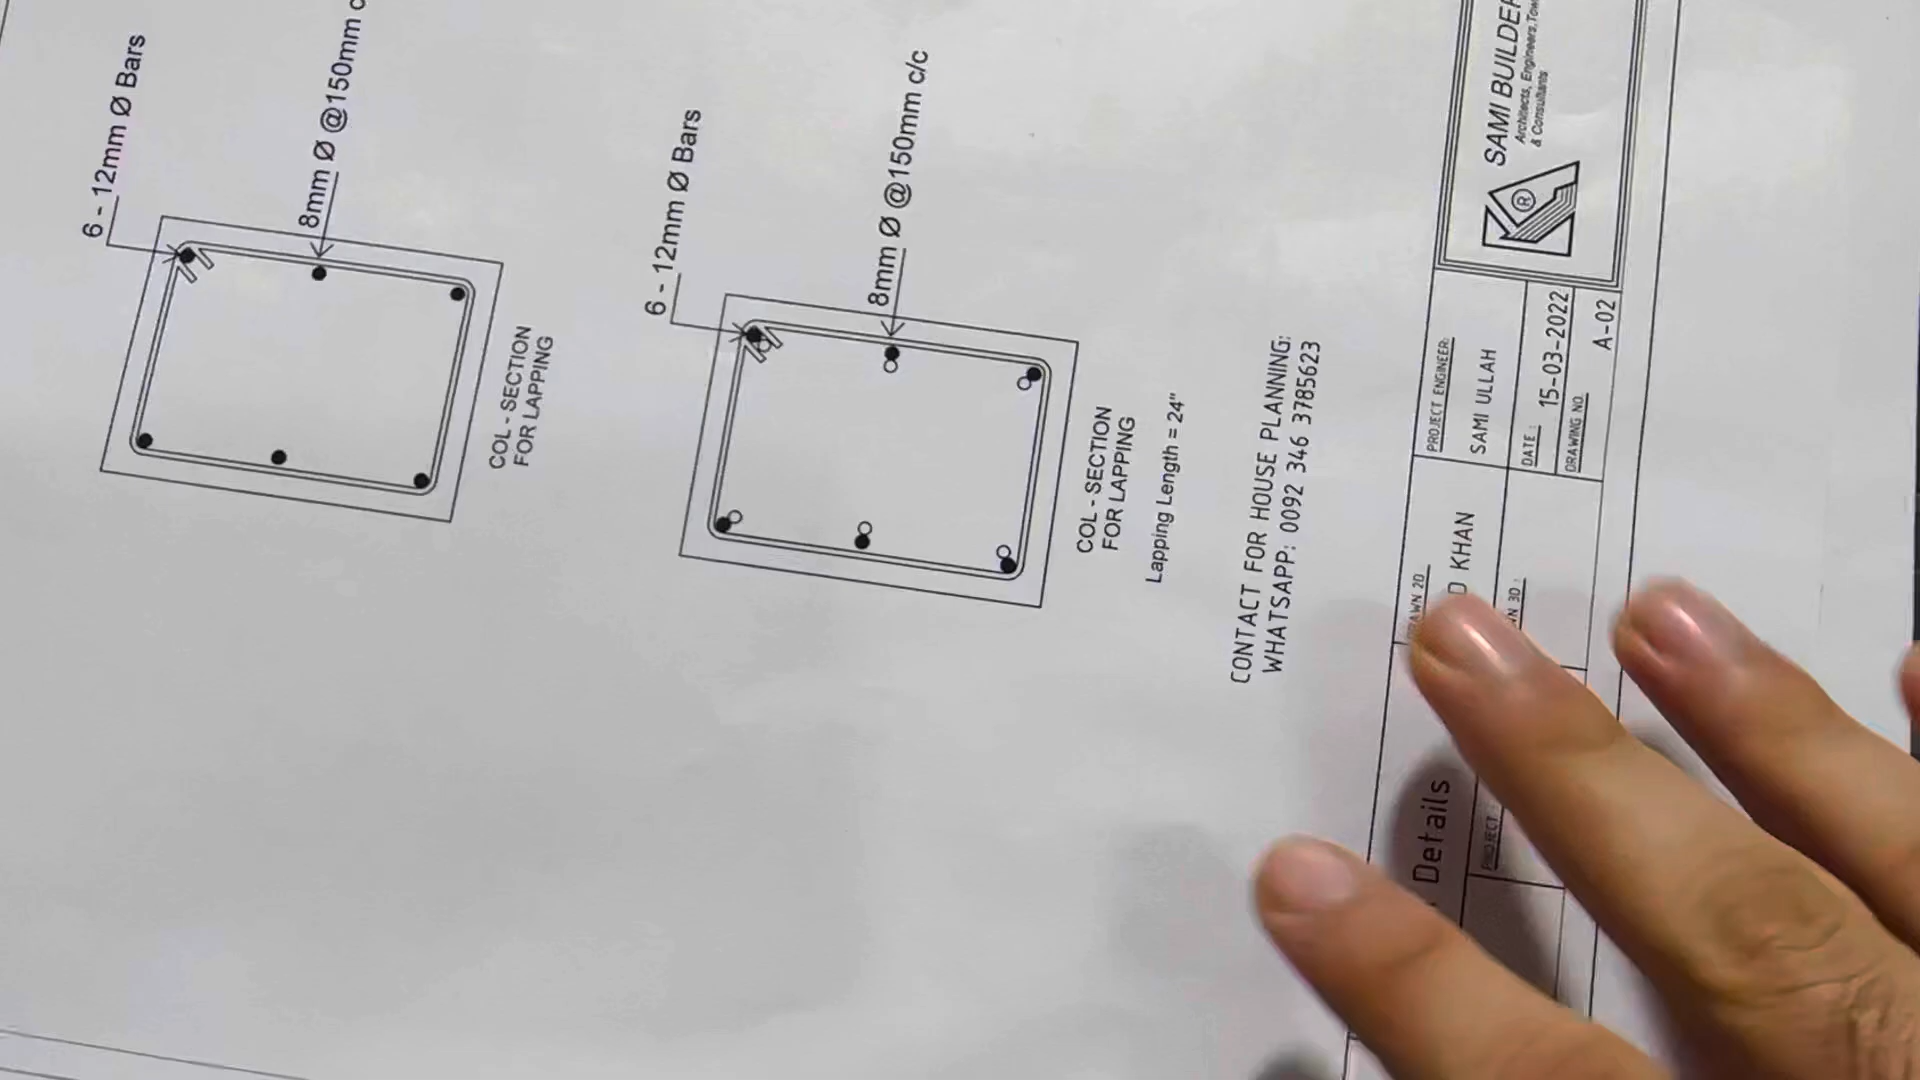 6 - 12mm Ø Bars
8mm Ø @150mm
COL - SECTION
FOR LAPPING
6 - 12mm Ø Bars
8mm Ø @150mm c/c
COL - SECTION
FOR LAPPING
Lapping Length = 24"
CONTACT FOR HOUSE PLANNING:
WHATSAPP: 0092 346 3785623
SAMI BUILDER
Architects, Engineers,
& Consultants
R
PROJECT ENGINEER:
SAMI ULLAH
DATE :
15-03-2022
DRAWING NO.
A-02
KHAN
Details
PROJECT :